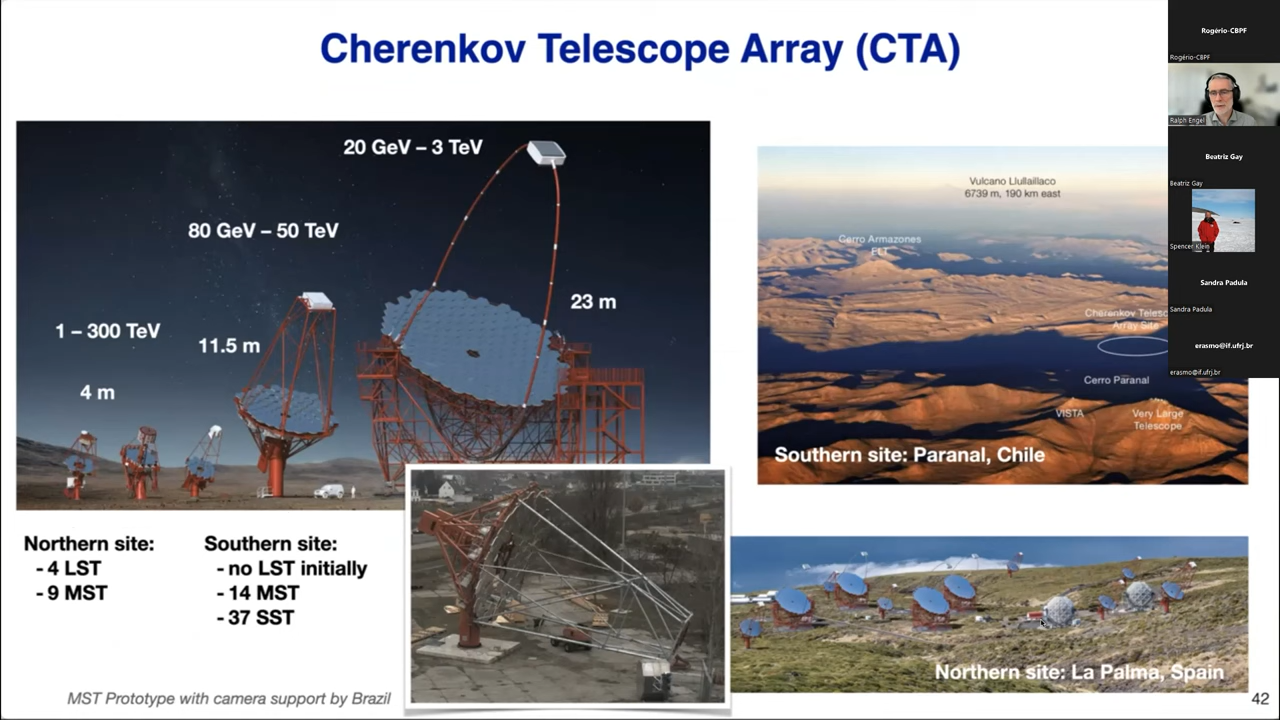 Cherenkov Telescope Array (CTA)
20 GeV – 3 TeV
80 GeV – 50 TeV
1 – 300 TeV
11.5 m
23 m
4 m
Vulcano Llullaillaco
6739 m, 190 km east
Cerro Armazones
ELT
Cherenkov
Array Site
Cerro Paranal
VISTA
Very Large
Telescope
Southern site: Paranal, Chile
Northern site:
- 4 LST
- 9 MST
Southern site:
- no LST initially
- 14 MST
- 37 SST
MST Prototype with camera support by Brazil
Northern site: La Palma, Spain
42
Rogério-CBPF
Rogério-CBPF
Ralph Engel
Beatriz Gay
Beatriz Gay
Spencer Klein
Sandra Padula
Sandra Padula
erasmo@if.ufrj.br
erasmo@if.ufrj.br